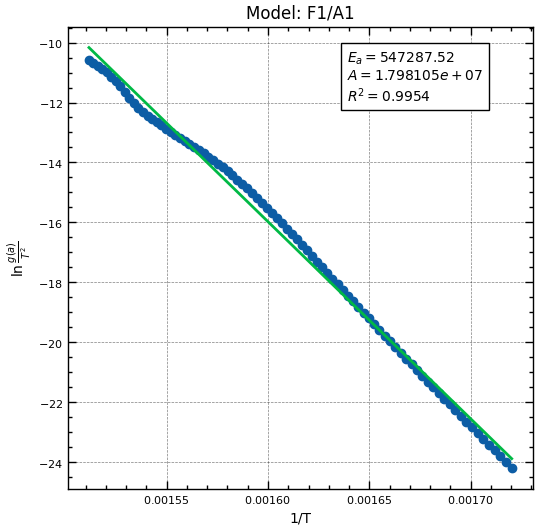 Model: F1/A1
E_a = 547287.52
A = 1.798105e + 07
R² = 0.9954
−10
−12
−14
−16
−18
−20
−22
−24
ln g(a)/T²
0.00155 0.00160 0.00165 0.00170
1/T